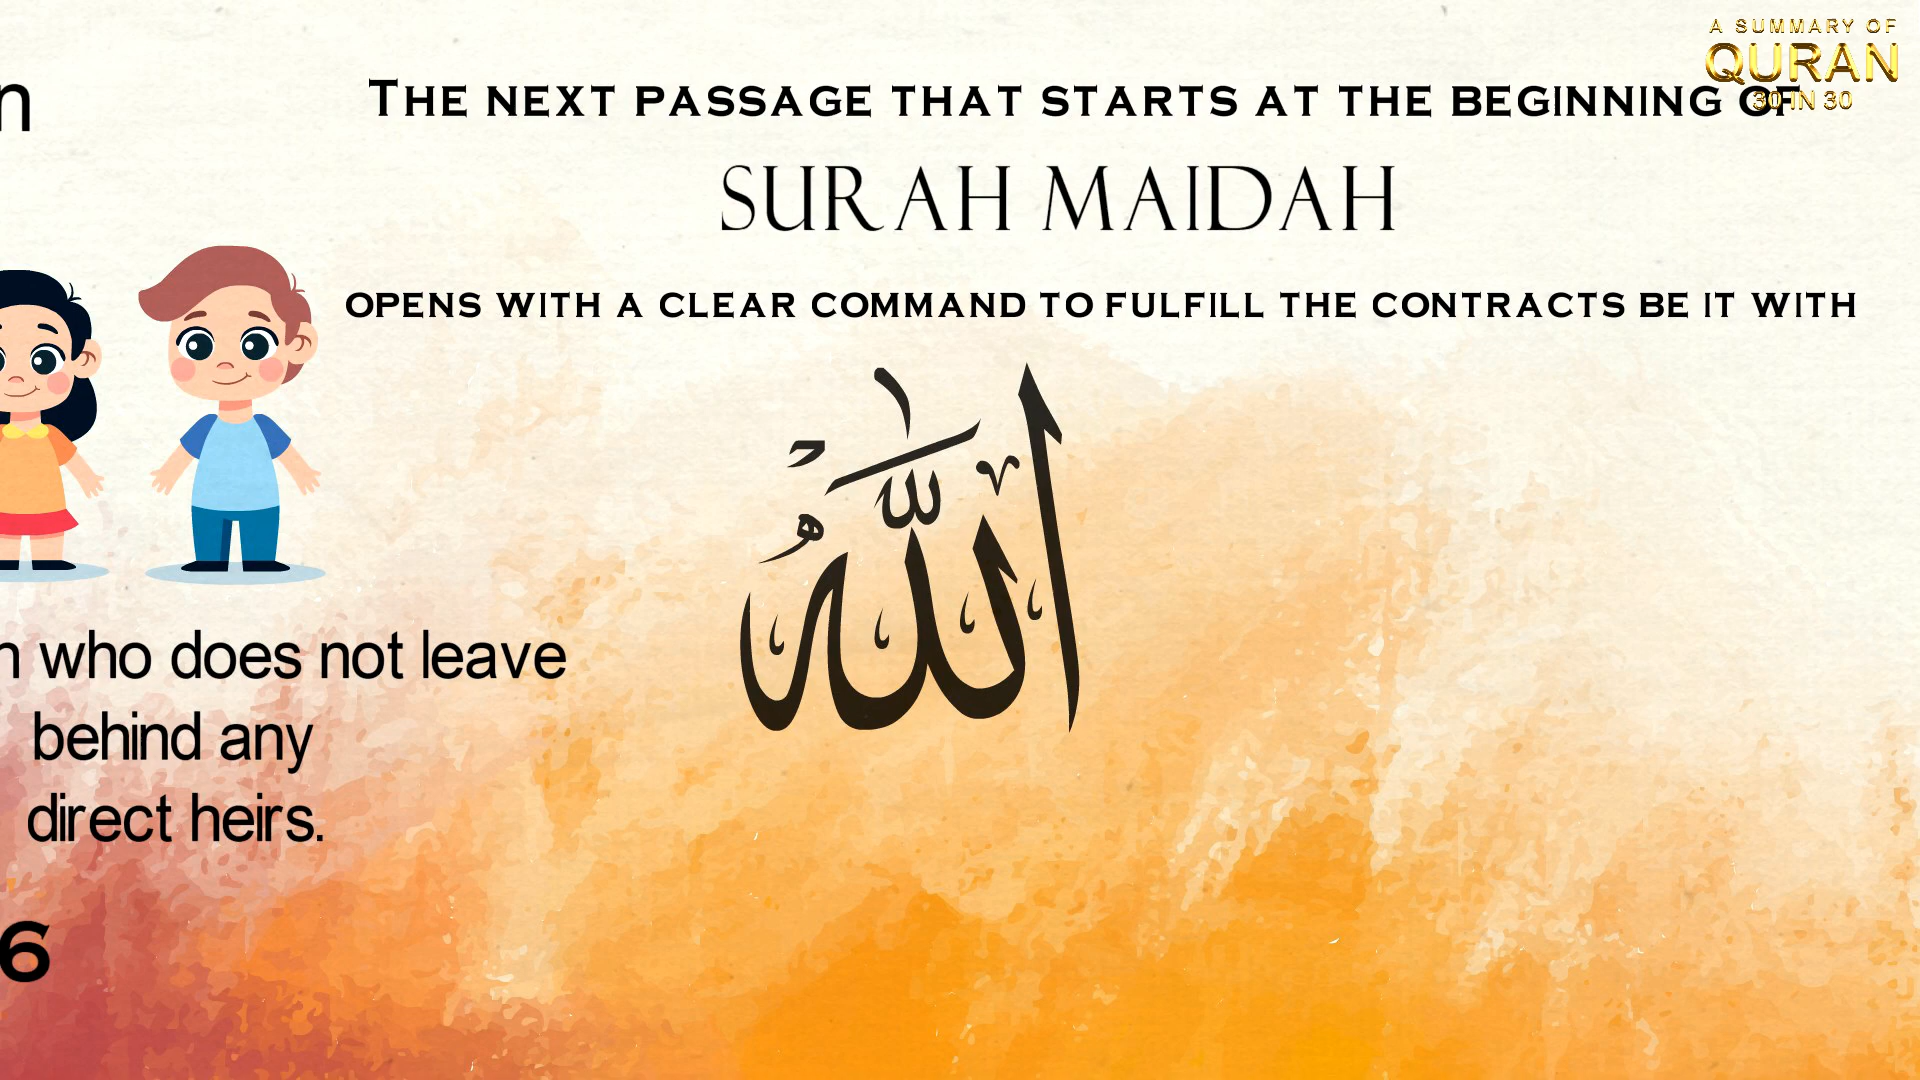 A SUMMARY OF
QURAN
30 IN 30
THE NEXT PASSAGE THAT STARTS AT THE BEGINNING OF
SURAH MAIDAH
OPENS WITH A CLEAR COMMAND TO FULFILL THE CONTRACTS BE IT WITH
اللّٰهُ
who does not leave
behind any
direct heirs.
6